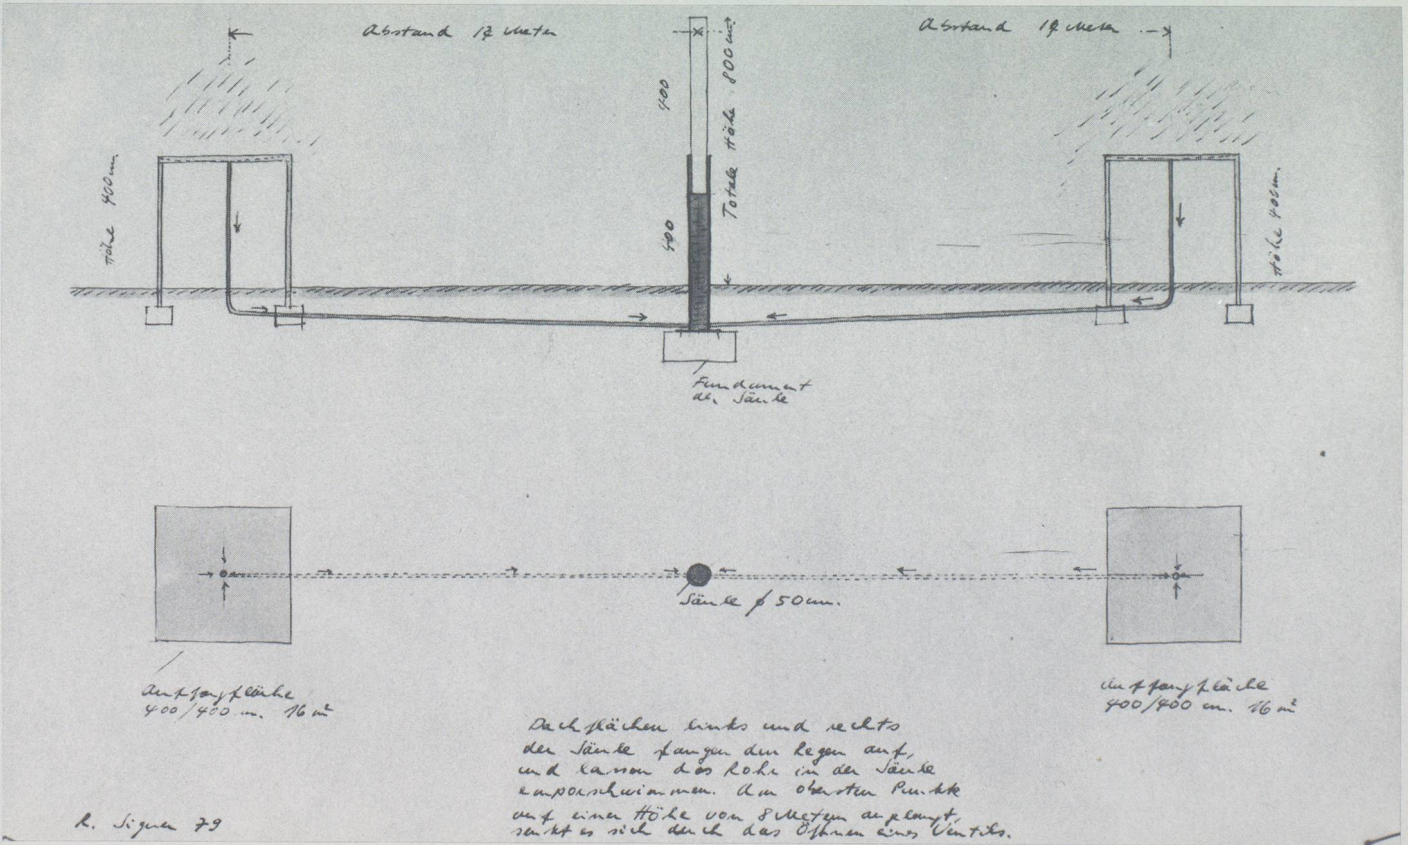 Abstand 14 Meter
Abstand 14 Meter
400
Totale Höhe 800 cm.
Höhe 400 cm
400
Höhe 400 cm.
Fundament
der Säule
Säule ø 50 cm.
Auffangfläche
400/400 cm. 16 m²
Auffangfläche
400/400 cm. 16 m²
Dachflächen links und rechts
der Säule fangen den Regen auf,
und lassen das Rohr in der Säule
emporschwimmen. Am obersten Punkt
auf einer Höhe von 8 Metern angelangt,
senkt es sich durch das Öffnen eines Ventils.
R. Signer 79